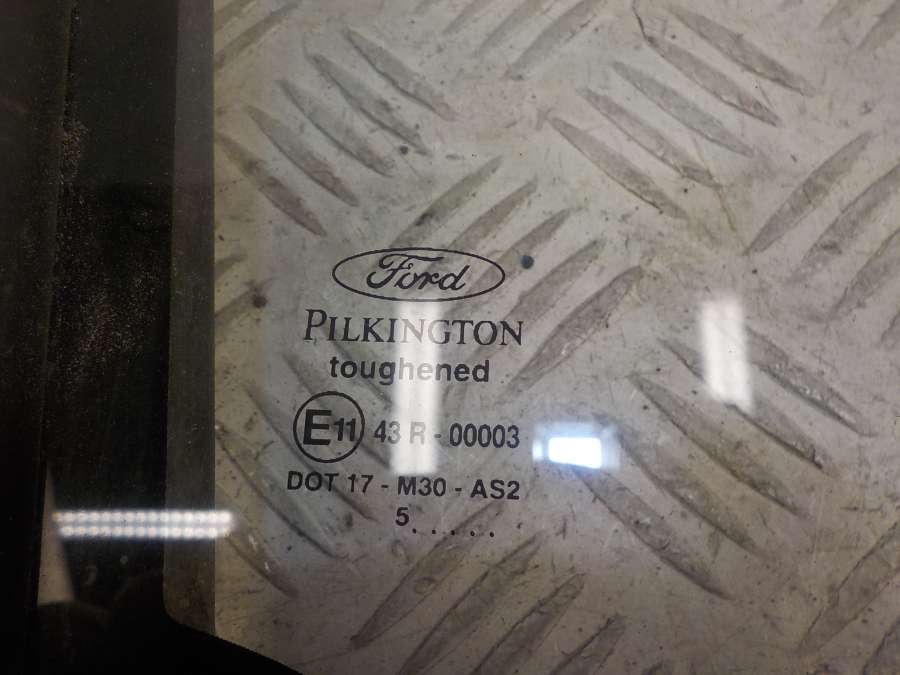 Ford
PILKINGTON
toughened
E11 43 R - 00003
DOT 17 - M30 - AS2
5.....